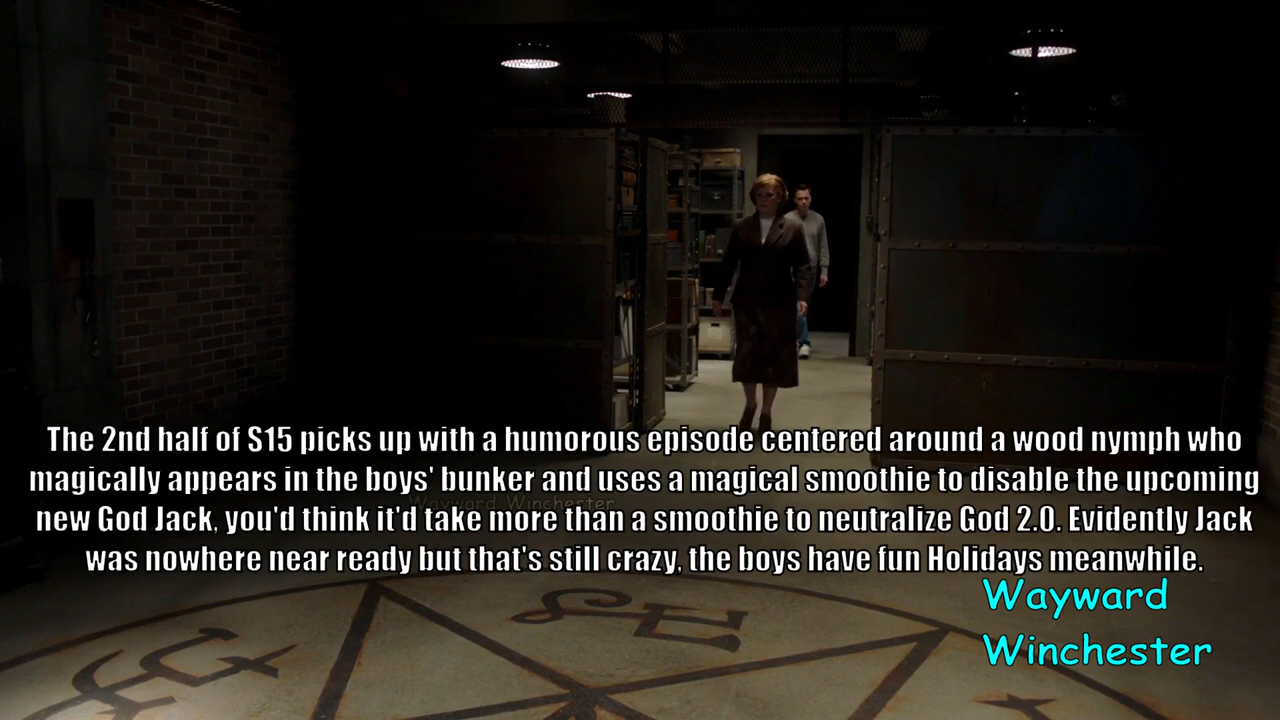 The 2nd half of S15 picks up with a humorous episode centered around a wood nymph who
magically appears in the boys' bunker and uses a magical smoothie to disable the upcoming
Wayward Winchester
new God Jack, you'd think it'd take more than a smoothie to neutralize God 2.0. Evidently Jack
was nowhere near ready but that's still crazy, the boys have fun Holidays meanwhile.
Wayward
Winchester